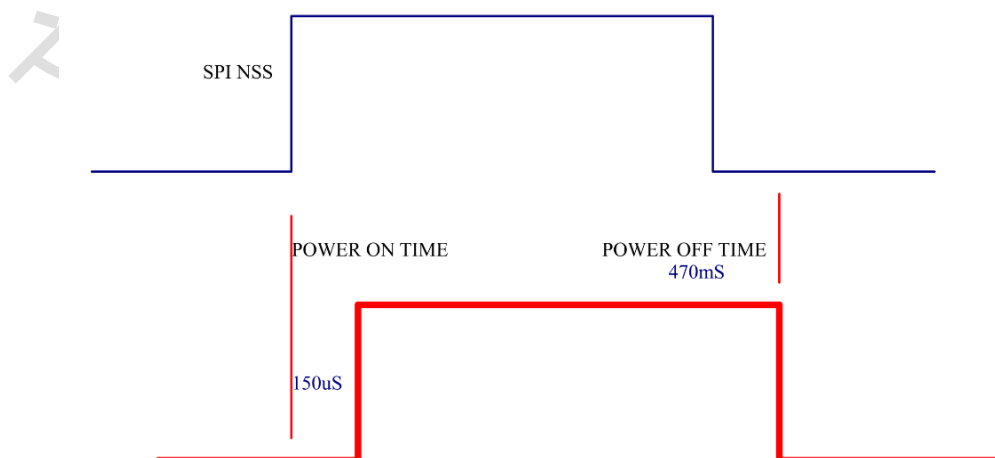 SPI NSS
POWER ON TIME
POWER OFF TIME
470mS
150uS